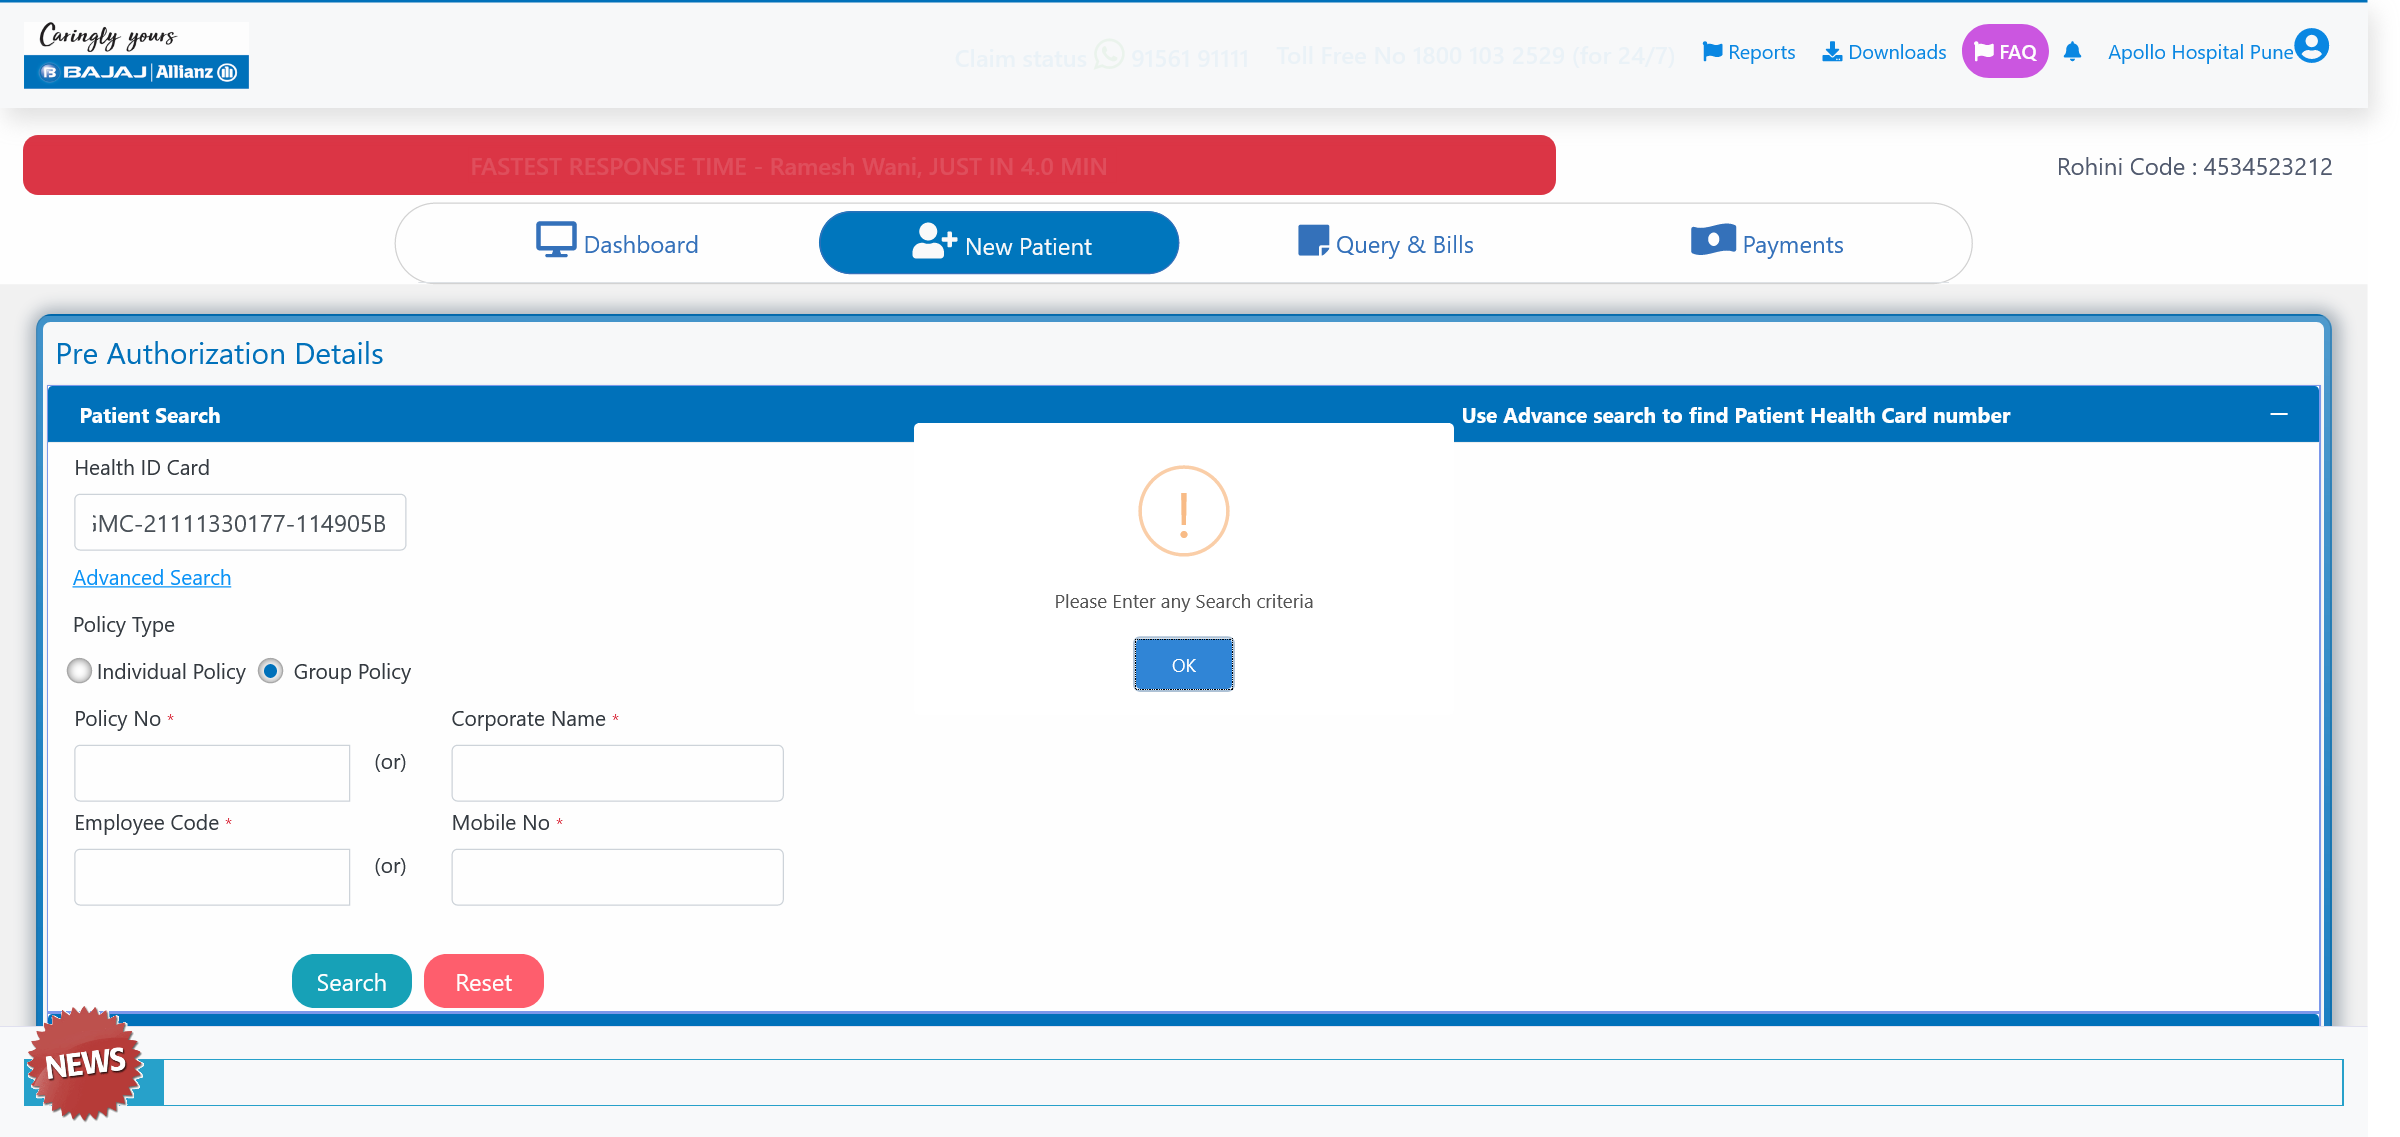 Caringly yours
BAJAJ Allianz
Claim status 91561 91111 Toll Free No 1800 103 2529 (for 24/7)
Reports Downloads FAQ Apollo Hospital Pune
FASTEST RESPONSE TIME - Ramesh Wani, JUST IN 4.0 MIN
Rohini Code : 4534523212
Dashboard New Patient Query & Bills Payments
Pre Authorization Details
Patient Search Use Advance search to find Patient Health Card number
Health ID Card
MC-21111330177-114905B
Advanced Search
Please Enter any Search criteria
OK
Policy Type
Individual Policy Group Policy
Policy No * Corporate Name *
(or)
Employee Code * Mobile No *
(or)
Search Reset
NEWS